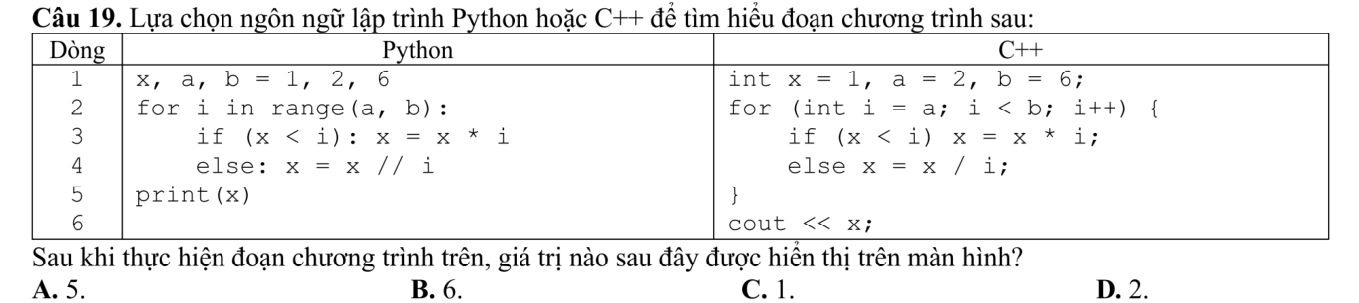 Câu 19. Lựa chọn ngôn ngữ lập trình Python hoặc C++ để tìm hiểu đoạn chương trình sau:
Dòng Python C++
1 x, a, b = 1, 2, 6 int x = 1, a = 2, b = 6;
2 for i in range(a, b): for (int i = a; i < b; i++) {
3 if (x < i): x = x * i if (x < i) x = x * i;
4 else: x = x // i else x = x / i;
5 print(x) }
6 cout << x;
Sau khi thực hiện đoạn chương trình trên, giá trị nào sau đây được hiển thị trên màn hình?
A. 5. B. 6. C. 1. D. 2.